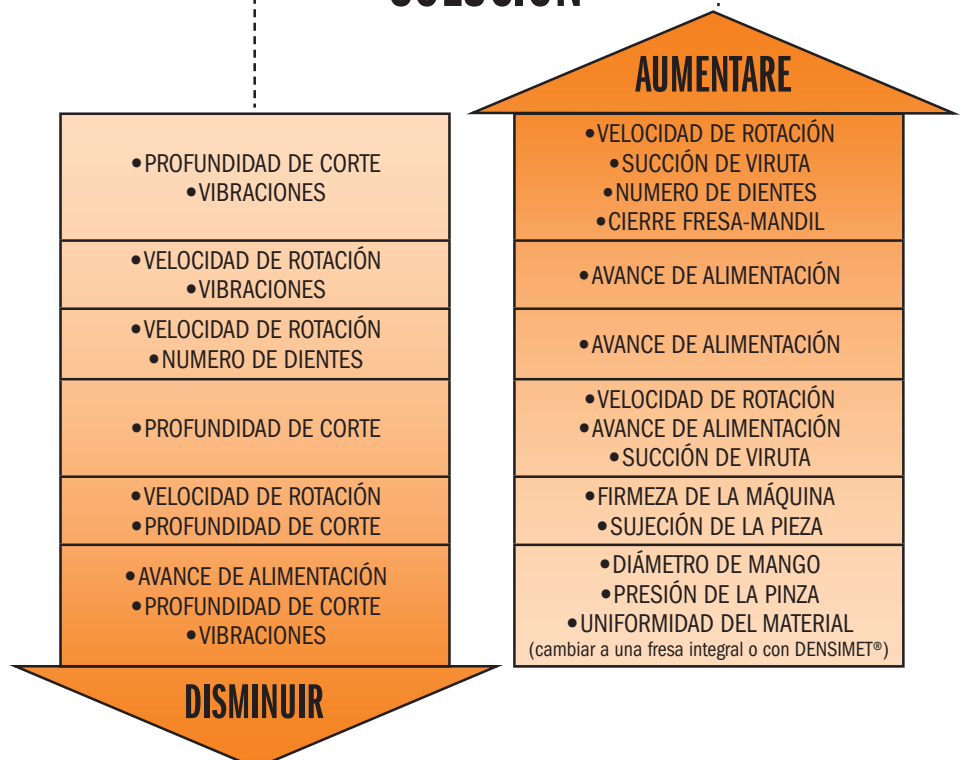 SOLUCIÓN
AUMENTARE
•PROFUNDIDAD DE CORTE
•VIBRACIONES
•VELOCIDAD DE ROTACIÓN
•VIBRACIONES
•VELOCIDAD DE ROTACIÓN
•NUMERO DE DIENTES
•PROFUNDIDAD DE CORTE
•VELOCIDAD DE ROTACIÓN
•PROFUNDIDAD DE CORTE
•AVANCE DE ALIMENTACIÓN
•PROFUNDIDAD DE CORTE
•VIBRACIONES
DISMINUIR
•VELOCIDAD DE ROTACIÓN
•SUCCIÓN DE VIRUTA
•NUMERO DE DIENTES
•CIERRE FRESA-MANDIL
•AVANCE DE ALIMENTACIÓN
•AVANCE DE ALIMENTACIÓN
•VELOCIDAD DE ROTACIÓN
•AVANCE DE ALIMENTACIÓN
•SUCCIÓN DE VIRUTA
•FIRMEZA DE LA MÁQUINA
•SUJECIÓN DE LA PIEZA
•DIÁMETRO DE MANGO
•PRESIÓN DE LA PINZA
•UNIFORMIDAD DEL MATERIAL
(cambiar a una fresa integral o con DENSIMET®)